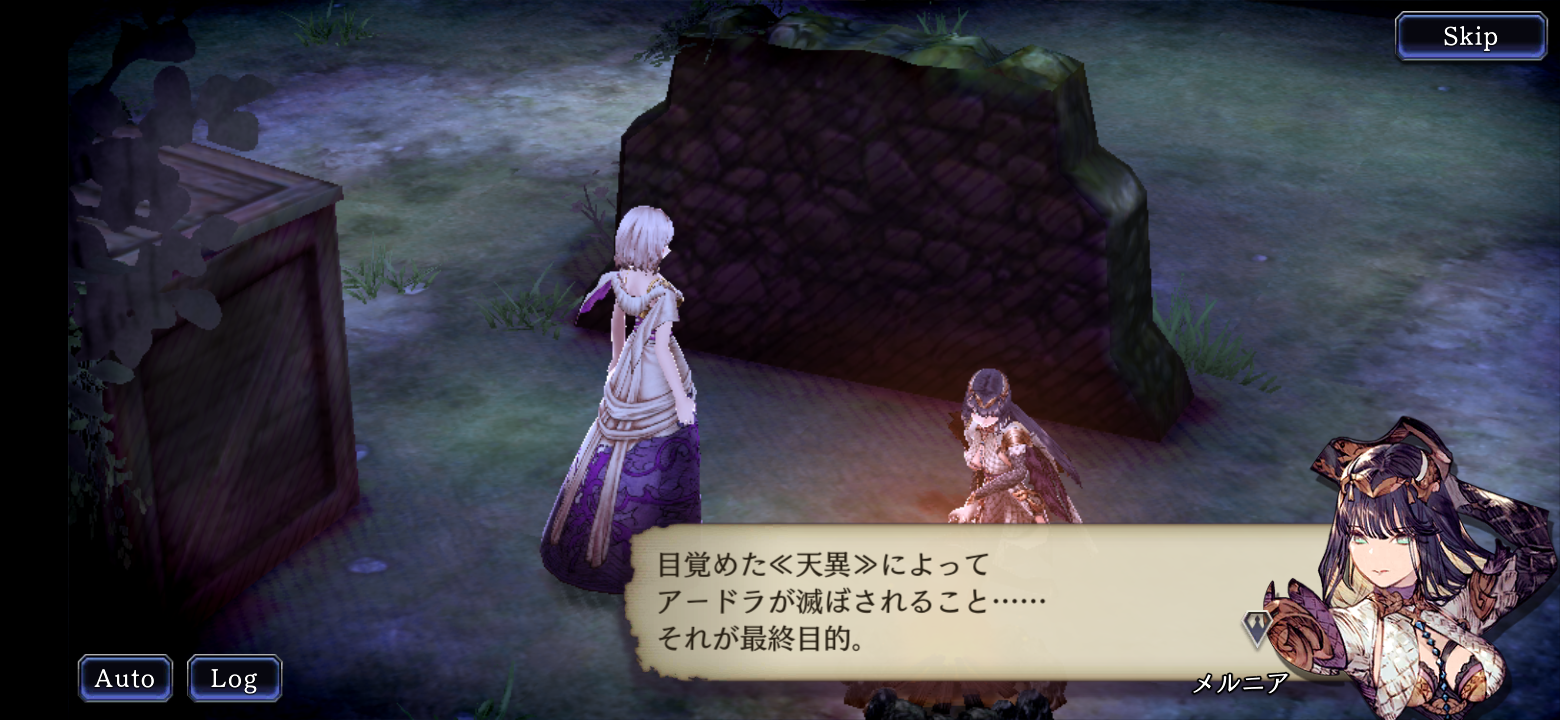 Skip
目覚めた≪天異≫によって
アードラが滅ぼされること……
それが最終目的。
メルニア
Auto
Log